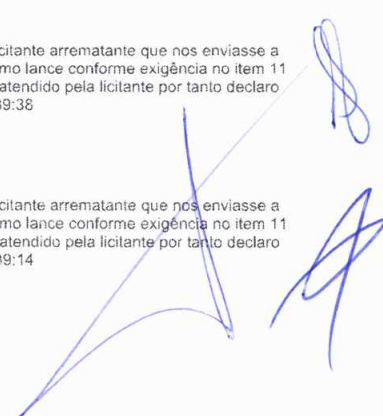 citante arrematante que nos enviasse a
mo lance conforme exigência no item 11
atendido pela licitante por tanto declaro
39:38
citante arrematante que nos enviasse a
mo lance conforme exigência no item 11
atendido pela licitante por tanto declaro
39:14